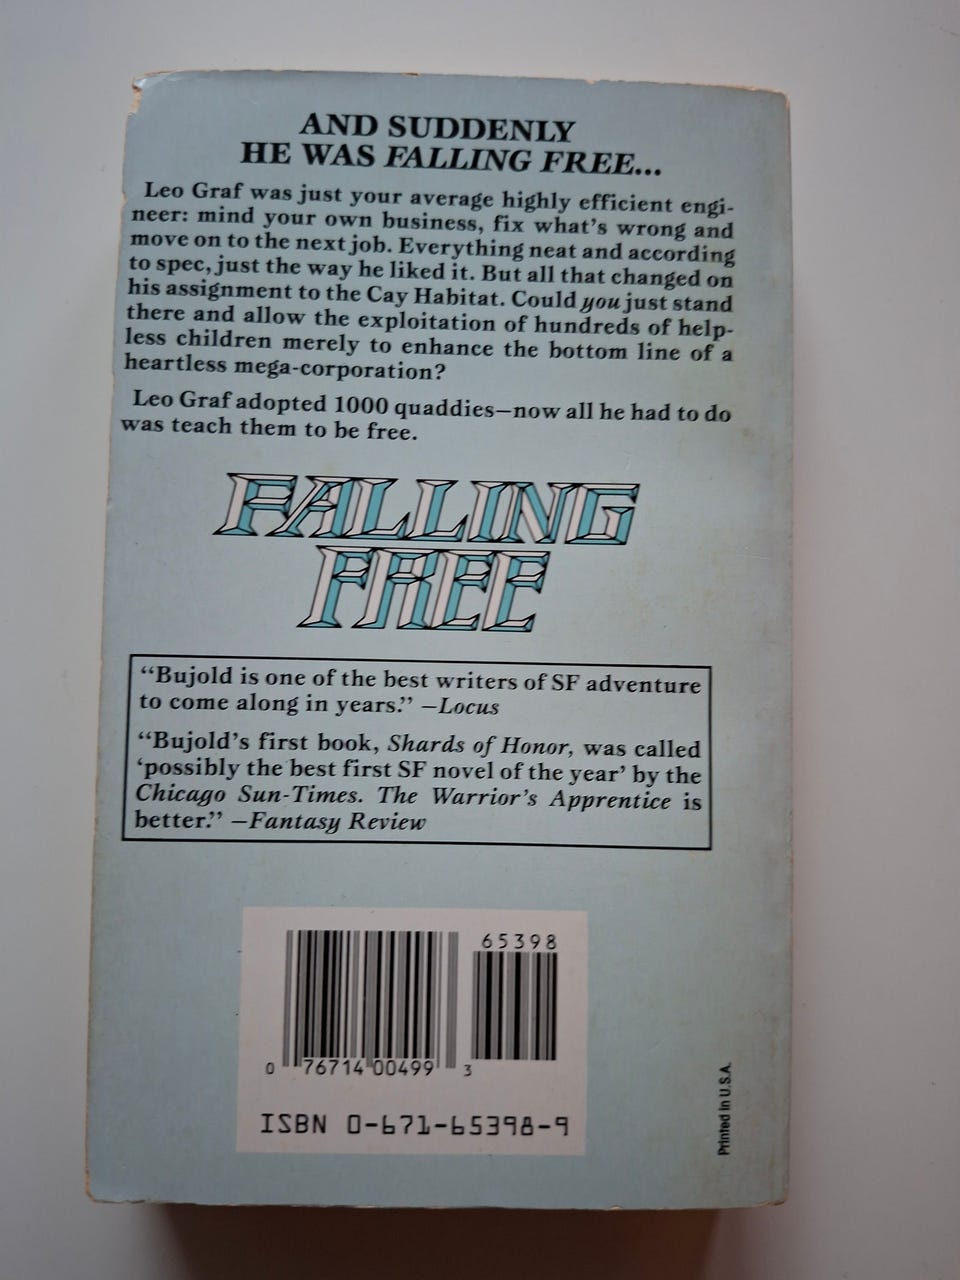 AND SUDDENLY
HE WAS FALLING FREE...
Leo Graf was just your average highly efficient engi-
neer: mind your own business, fix what's wrong and
move on to the next job. Everything neat and according
to spec, just the way he liked it. But all that changed on
his assignment to the Cay Habitat. Could you just stand
there and allow the exploitation of hundreds of help-
less children merely to enhance the bottom line of a
heartless mega-corporation?
Leo Graf adopted 1000 quaddies—now all he had to do
was teach them to be free.
FALLING
FREE
“Bujold is one of the best writers of SF adventure
to come along in years.” —Locus
“Bujold's first book, Shards of Honor, was called
‘possibly the best first SF novel of the year’ by the
Chicago Sun-Times. The Warrior's Apprentice is
better.” —Fantasy Review
65398
0 76714 00499 3
ISBN 0-671-65398-9
Printed in U.S.A.